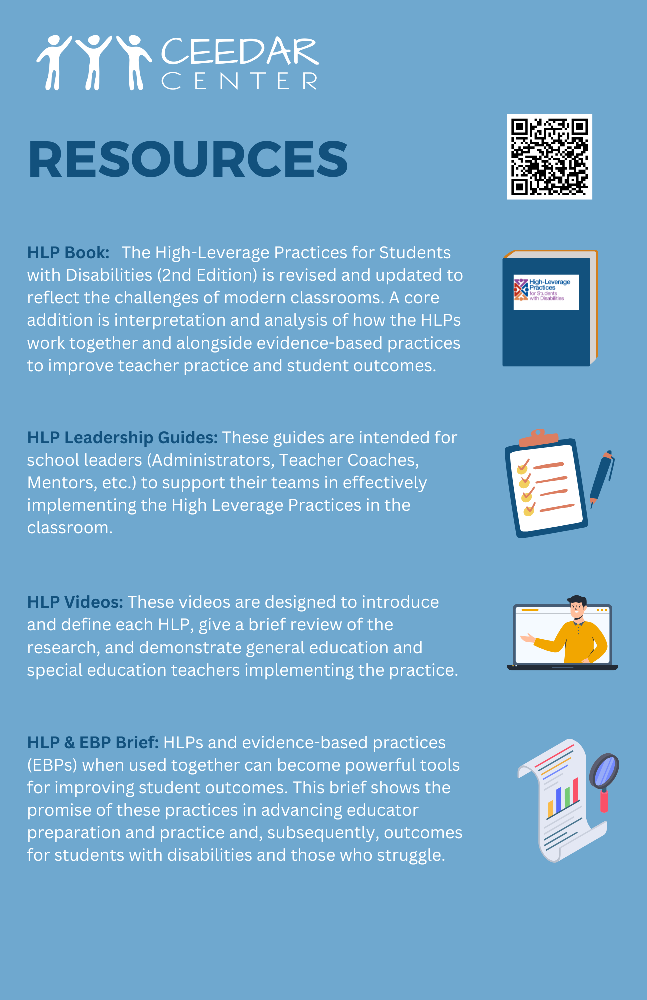 CEEDAR
CENTER
RESOURCES
HLP Book: The High-Leverage Practices for Students
with Disabilities (2nd Edition) is revised and updated to
reflect the challenges of modern classrooms. A core
addition is interpretation and analysis of how the HLPs
work together and alongside evidence-based practices
to improve teacher practice and student outcomes.
High-Leverage
Practices
for Students
with Disabilities
HLP Leadership Guides: These guides are intended for
school leaders (Administrators, Teacher Coaches,
Mentors, etc.) to support their teams in effectively
implementing the High Leverage Practices in the
classroom.
HLP Videos: These videos are designed to introduce
and define each HLP, give a brief review of the
research, and demonstrate general education and
special education teachers implementing the practice.
HLP & EBP Brief: HLPs and evidence-based practices
(EBPs) when used together can become powerful tools
for improving student outcomes. This brief shows the
promise of these practices in advancing educator
preparation and practice and, subsequently, outcomes
for students with disabilities and those who struggle.